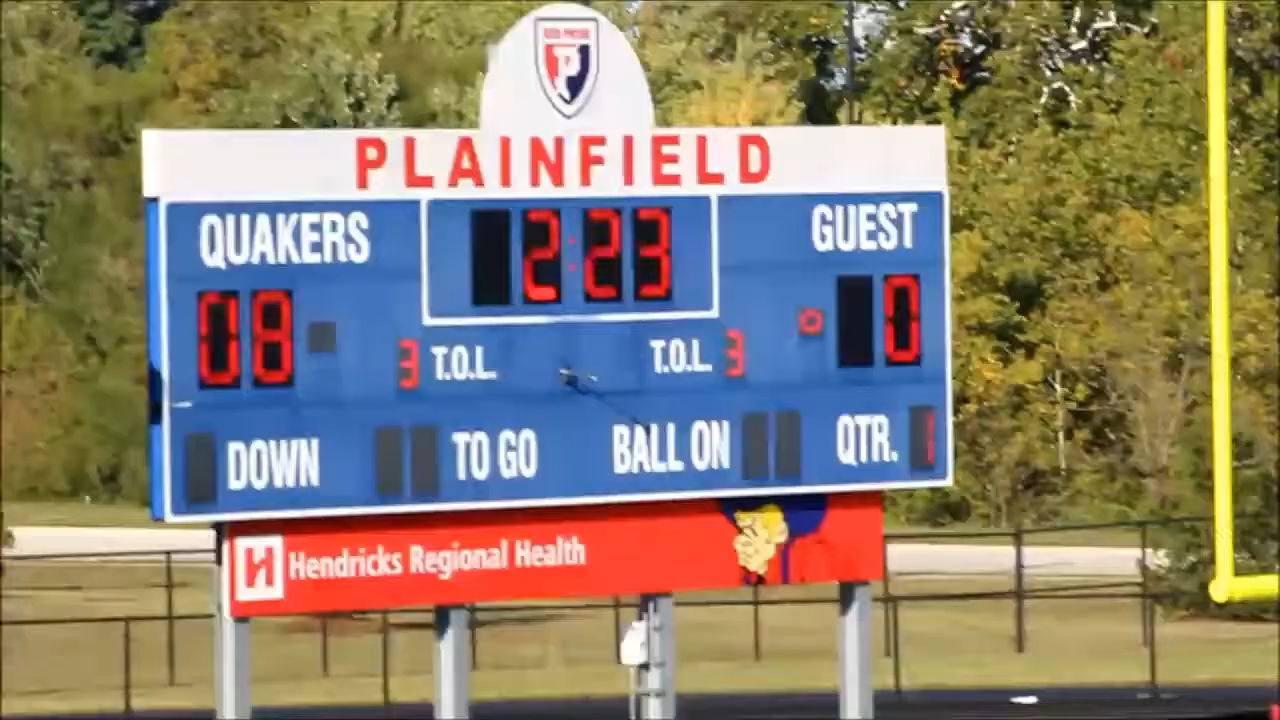 P
PLAINFIELD
QUAKERS 2:23 GUEST
08 0
3 T.O.L. T.O.L. 3
DOWN TO GO BALL ON QTR. 1
H Hendricks Regional Health